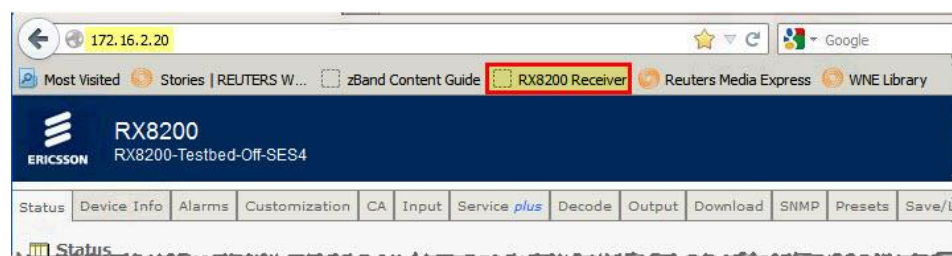 172.16.2.20 Google
Most Visited Stories | REUTERS W... zBand Content Guide RX8200 Receiver Reuters Media Express WNE Library
RX8200
ERICSSON RX8200-Testbed-Off-SES4
Status Device Info Alarms Customization CA Input Service plus Decode Output Download SNMP Presets
Status